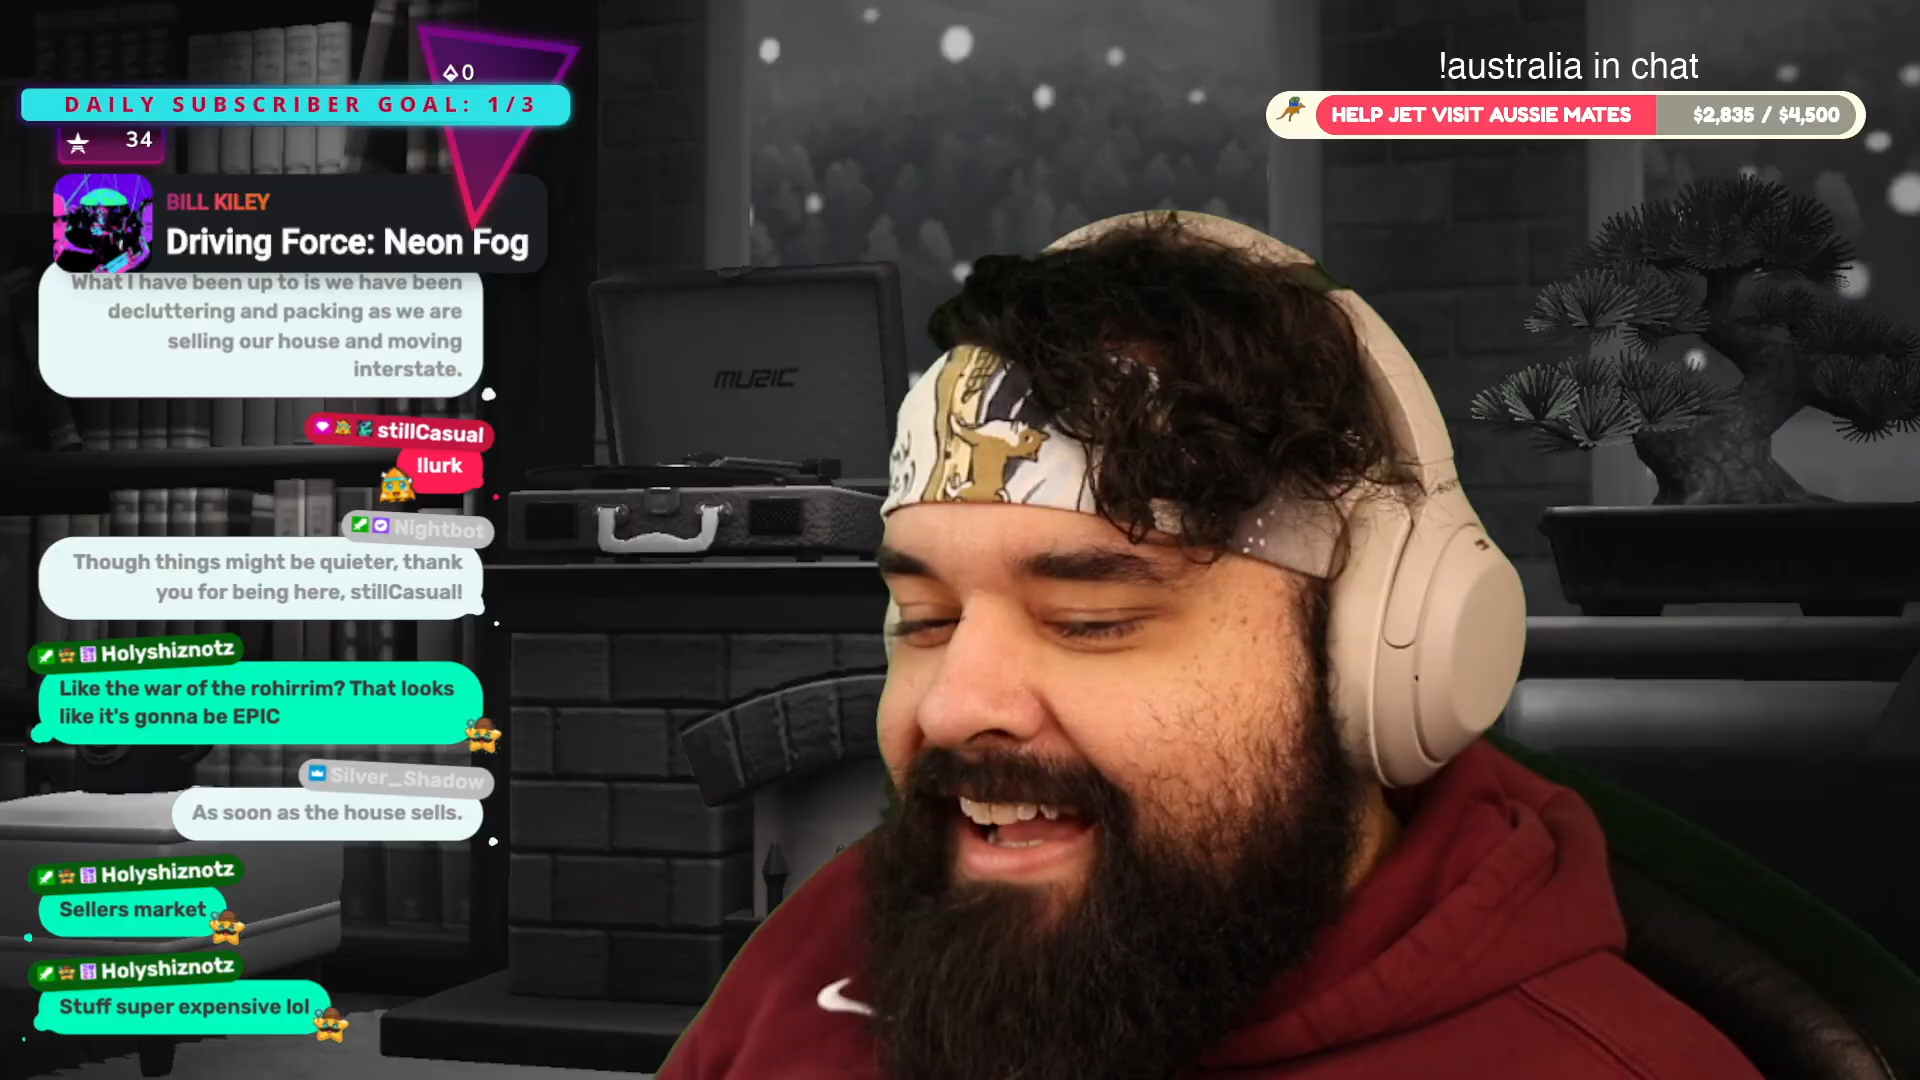 0
DAILY SUBSCRIBER GOAL: 1/3
34
BILL KILEY
Driving Force: Neon Fog
What I have been up to is we have been
decluttering and packing as we are
selling our house and moving
interstate.
stillCasual
!lurk
Nightbot
Though things might be quieter, thank
you for being here, stillCasual!
Holyshiznotz
Like the war of the rohirrim? That looks
like it's gonna be EPIC
Silver_Shadow
As soon as the house sells.
Holyshiznotz
Sellers market
Holyshiznotz
Stuff super expensive lol
!australia in chat
HELP JET VISIT AUSSIE MATES $2,835 / $4,500
MUZIC